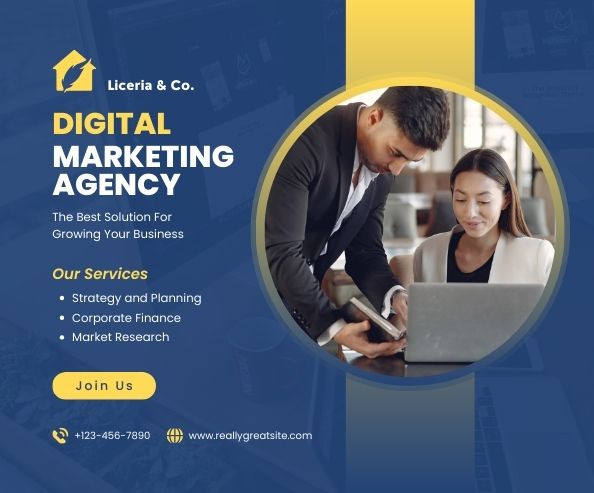 Liceria & Co.
DIGITAL
MARKETING
AGENCY
The Best Solution For
Growing Your Business
Our Services
Strategy and Planning
Corporate Finance
Market Research
Join Us
+123-456-7890
www.reallygreatsite.com